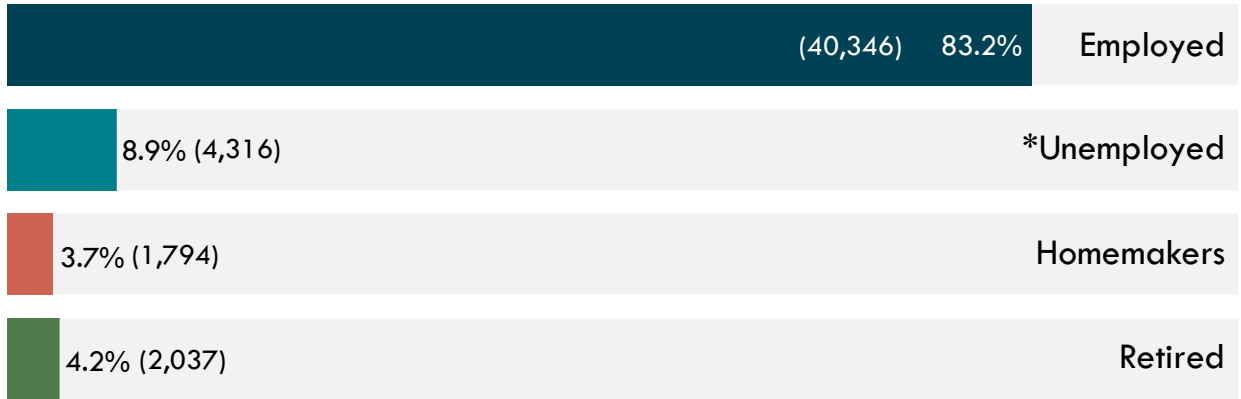 (40,346) 83.2% Employed
8.9% (4,316) *Unemployed
3.7% (1,794) Homemakers
4.2% (2,037) Retired